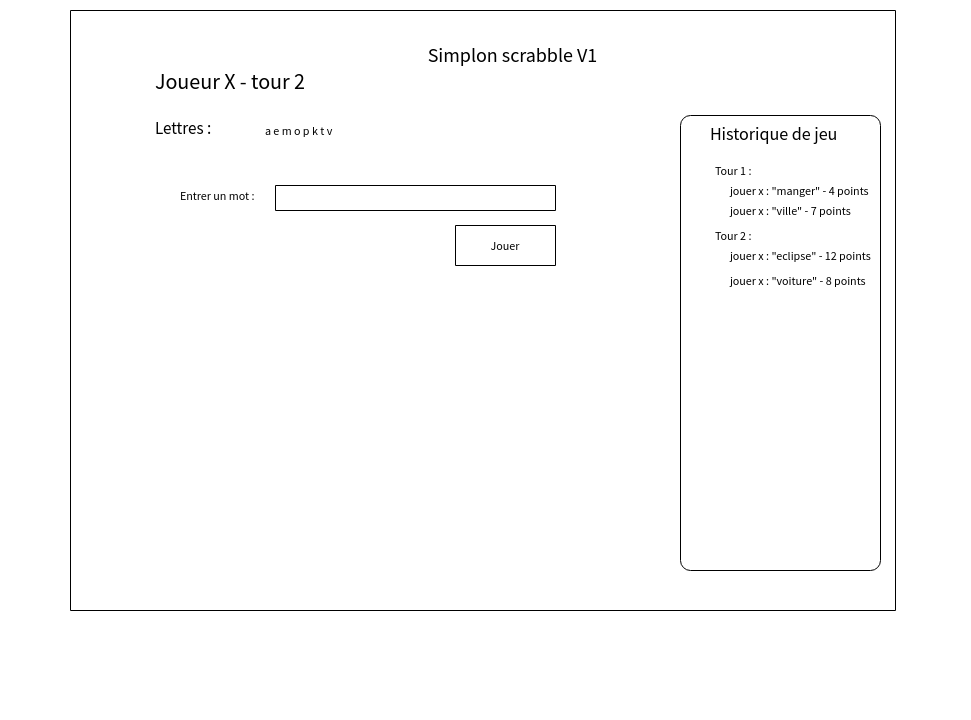 Simplon scrabble V1
Joueur X - tour 2
Lettres : a e m o p k t v
Entrer un mot :
Jouer
Historique de jeu
Tour 1 :
jouer x : "manger" - 4 points
jouer x : "ville" - 7 points
Tour 2 :
jouer x : "eclipse" - 12 points
jouer x : "voiture" - 8 points